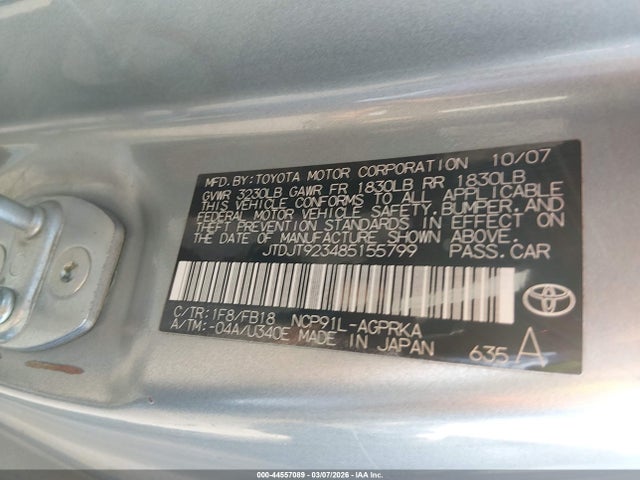 MFD. BY: TOYOTA MOTOR CORPORATION 10/07
GVWR 3230LB GAWR FR 1830LB RR 1830LB
THIS VEHICLE CONFORMS TO ALL APPLICABLE
FEDERAL MOTOR VEHICLE SAFETY, BUMPER, AND
THEFT PREVENTION STANDARDS IN EFFECT ON
THE DATE OF MANUFACTURE SHOWN ABOVE.
JTDJT923485155799 PASS. CAR
C/TR: 1F8/FB18 NCP91L-AGPRKA
A/TM: -04A/U340E MADE IN JAPAN 635 A
000-44557089 - 03/07/2026 - IAAI.COM